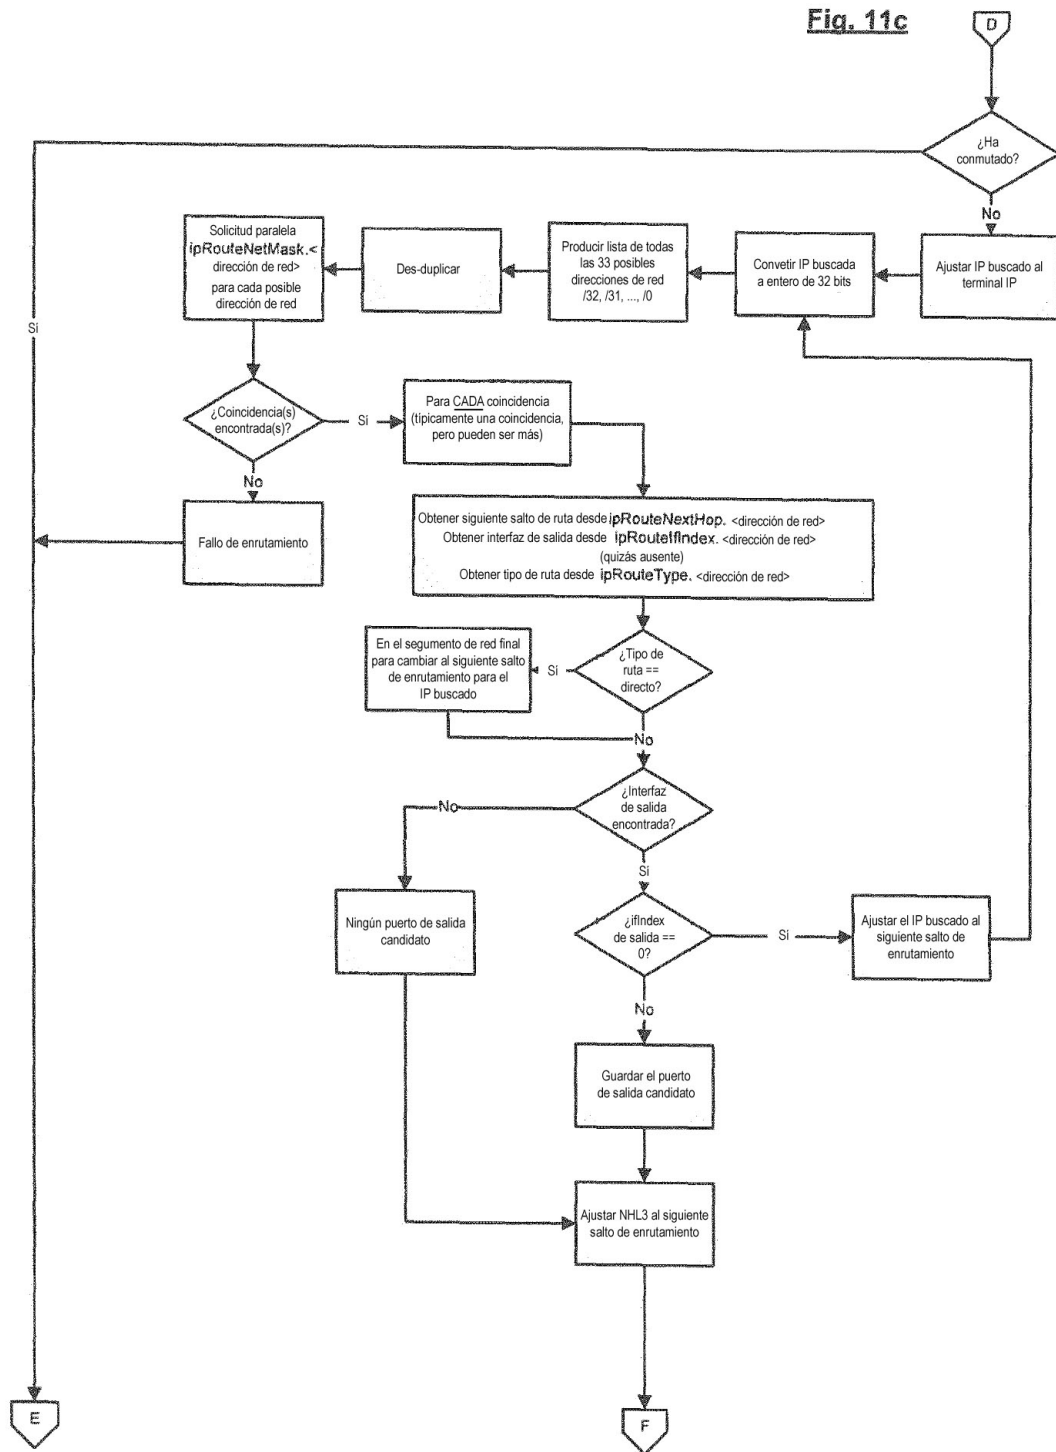 Fig. 11c
D
¿Ha
conmutado?
No
Sí
Ajustar IP buscado al
terminal IP
Convetir IP buscada
a entero de 32 bits
Producir lista de todas
las 33 posibles
direcciones de red
/32, /31, ..., /0
Des-duplicar
Solicitud paralela
ipRouteNetMask.<
dirección de red>
para cada posible
dirección de red
¿Coincidencia(s)
encontrada(s)?
Sí
Para CADA coincidencia
(típicamente una coincidencia,
pero pueden ser más)
No
Fallo de enrutamiento
Obtener siguiente salto de ruta desde ipRouteNextHop. <dirección de red>
Obtener interfaz de salida desde ipRouteIfIndex. <dirección de red>
(quizás ausente)
Obtener tipo de ruta desde ipRouteType. <dirección de red>
¿Tipo de
ruta ==
directo?
Sí
En el segumento de red final
para cambiar al siguiente salto
de enrutamiento para el
IP buscado
No
¿Interfaz
de salida
encontrada?
No
Sí
Ningún puerto de salida
candidato
¿ifIndex
de salida ==
0?
Sí
Ajustar el IP buscado al
siguiente salto de
enrutamiento
No
Guardar el puerto
de salida candidato
Ajustar NHL3 al siguiente
salto de enrutamiento
E
F